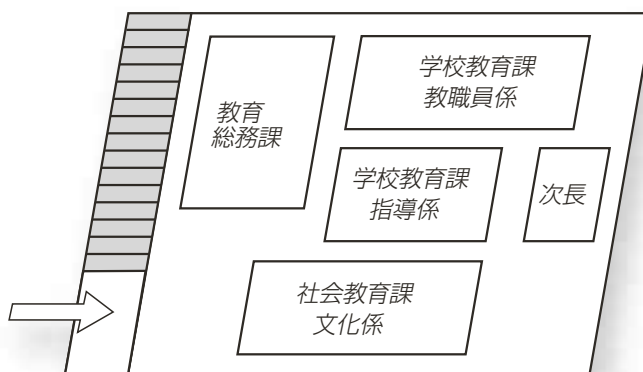 教育
総務課
学校教育課
教職員係
学校教育課
指導係
次長
社会教育課
文化係